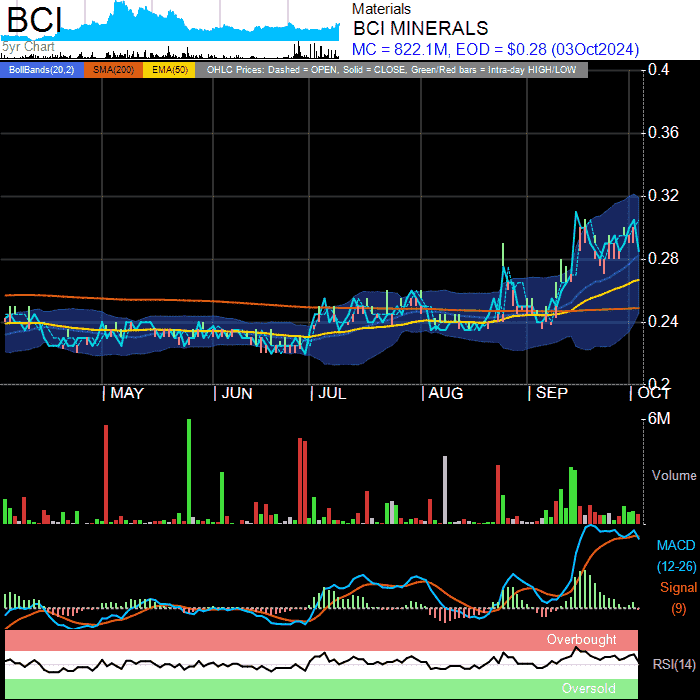 BCI
5yr Chart
Materials
BCI MINERALS
MC = 822.1M, EOD = $0.28 (03Oct2024)
BollBands(20,2) SMA(200) EMA(50) OHLC Prices: Dashed = OPEN, Solid = CLOSE, Green/Red bars = Intra-day HIGH/LOW
0.4
0.36
0.32
0.28
0.24
0.2
MAY JUN JUL AUG SEP OCT
6M
Volume
MACD
(12-26)
Signal
(9)
Overbought
RSI(14)
Oversold